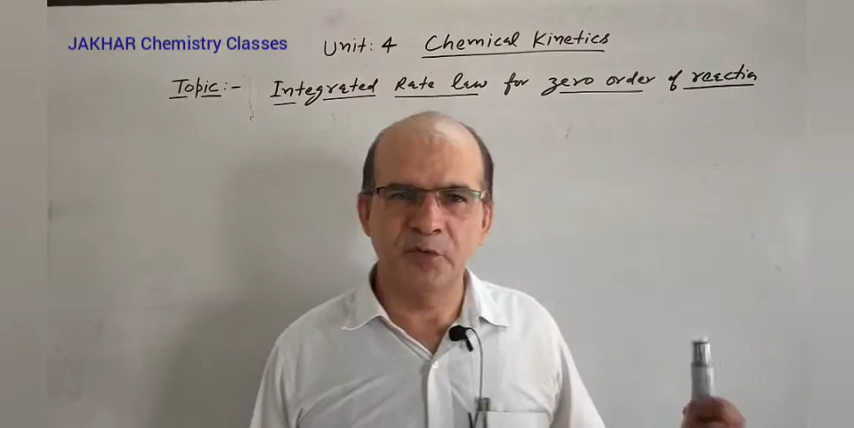 JAKHAR Chemistry Classes
Unit: 4 Chemical Kinetics
Topic:- Integrated Rate law for zero order of reaction